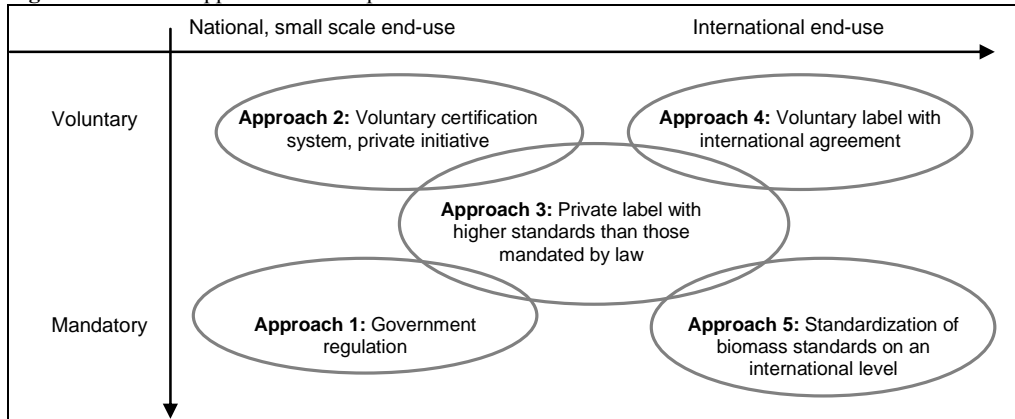 National, small scale end-use
International end-use
Voluntary
Approach 2: Voluntary certification
system, private initiative
Approach 4: Voluntary label with
international agreement
Approach 3: Private label with
higher standards than those
mandated by law
Mandatory
Approach 1: Government
regulation
Approach 5: Standardization of
biomass standards on an
international level